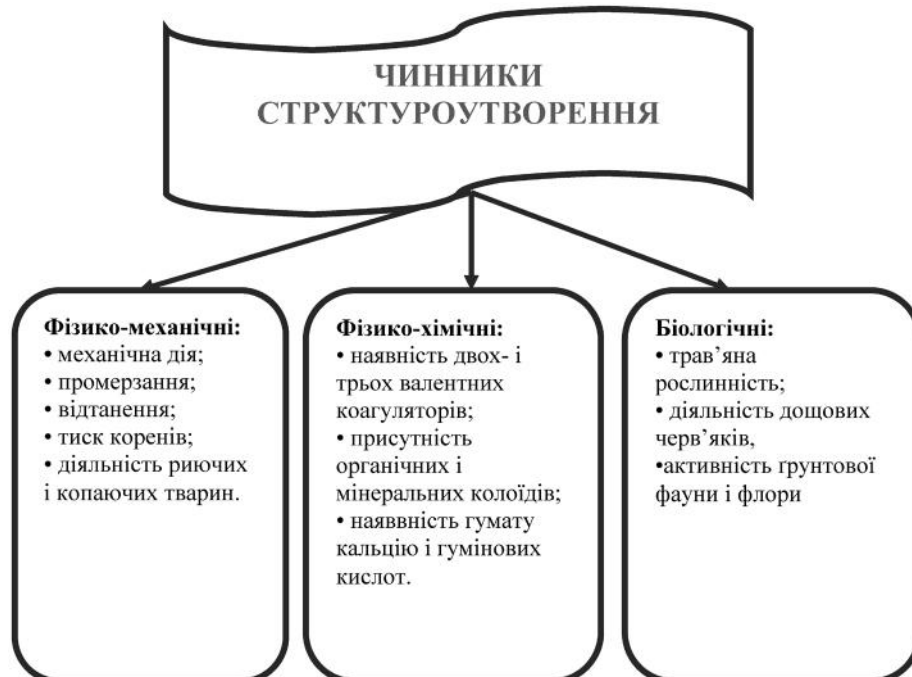 ЧИННИКИ
СТРУКТУРОУТВОРЕННЯ
Фізико-механічні:
• механічна дія;
• промерзання;
• відтанення;
• тиск коренів;
• діяльність риючих
і копаючих тварин.
Фізико-хімічні:
• наявність двох- і
трьох валентних
коагуляторів;
• присутність
органічних і
мінеральних колоїдів;
• наяввність гумату
кальцію і гумінових
кислот.
Біологічні:
• трав’яна
рослинність;
• діяльність дощових
черв’яків,
•активність ґрунтової
фауни і флори